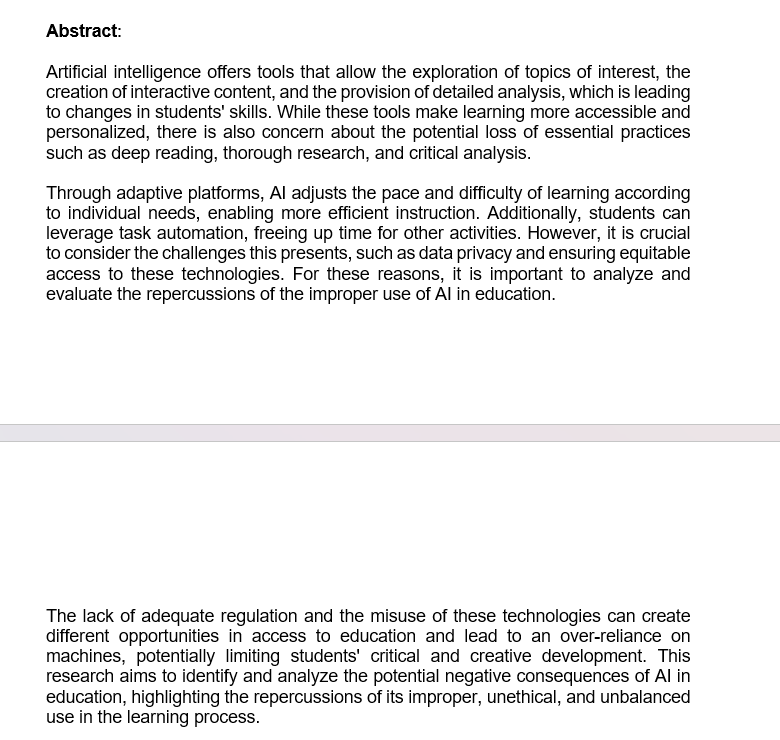 Abstract:
Artificial intelligence offers tools that allow the exploration of topics of interest, the
creation of interactive content, and the provision of detailed analysis, which is leading
to changes in students' skills. While these tools make learning more accessible and
personalized, there is also concern about the potential loss of essential practices
such as deep reading, thorough research, and critical analysis.
Through adaptive platforms, AI adjusts the pace and difficulty of learning according
to individual needs, enabling more efficient instruction. Additionally, students can
leverage task automation, freeing up time for other activities. However, it is crucial
to consider the challenges this presents, such as data privacy and ensuring equitable
access to these technologies. For these reasons, it is important to analyze and
evaluate the repercussions of the improper use of AI in education.
The lack of adequate regulation and the misuse of these technologies can create
different opportunities in access to education and lead to an over-reliance on
machines, potentially limiting students' critical and creative development. This
research aims to identify and analyze the potential negative consequences of AI in
education, highlighting the repercussions of its improper, unethical, and unbalanced
use in the learning process.